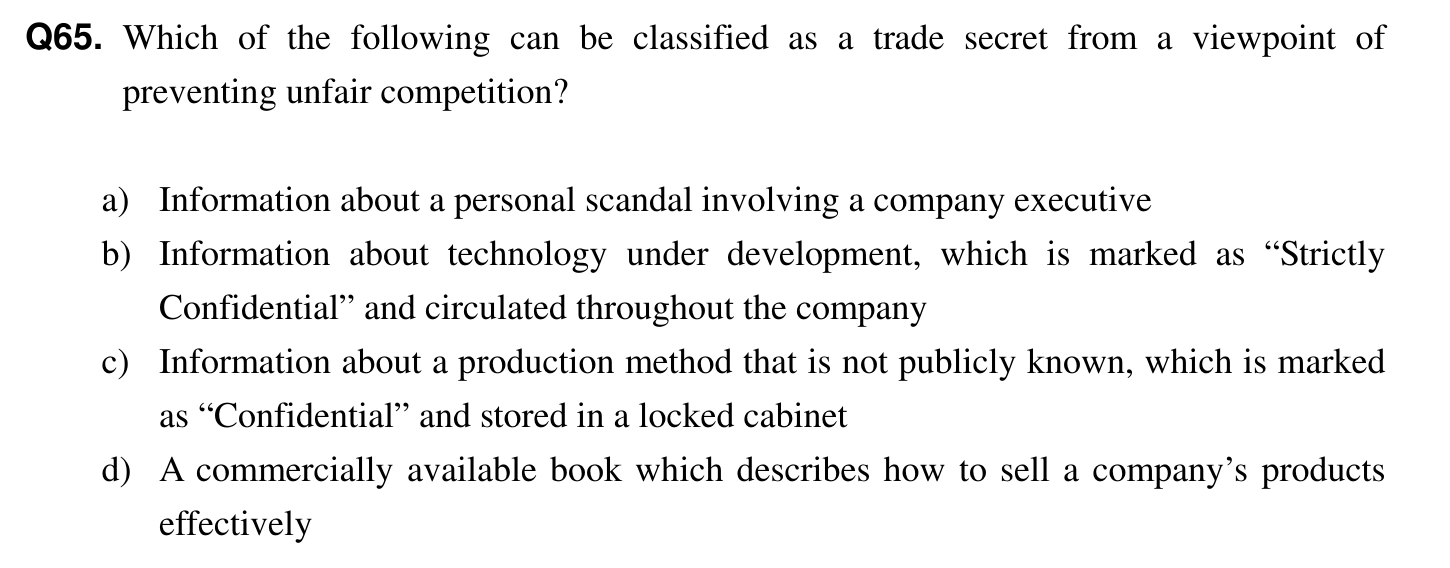 Q65. Which of the following can be classified as a trade secret from a viewpoint of
preventing unfair competition?
a) Information about a personal scandal involving a company executive
b) Information about technology under development, which is marked as “Strictly
Confidential” and circulated throughout the company
c) Information about a production method that is not publicly known, which is marked
as “Confidential” and stored in a locked cabinet
d) A commercially available book which describes how to sell a company’s products
effectively